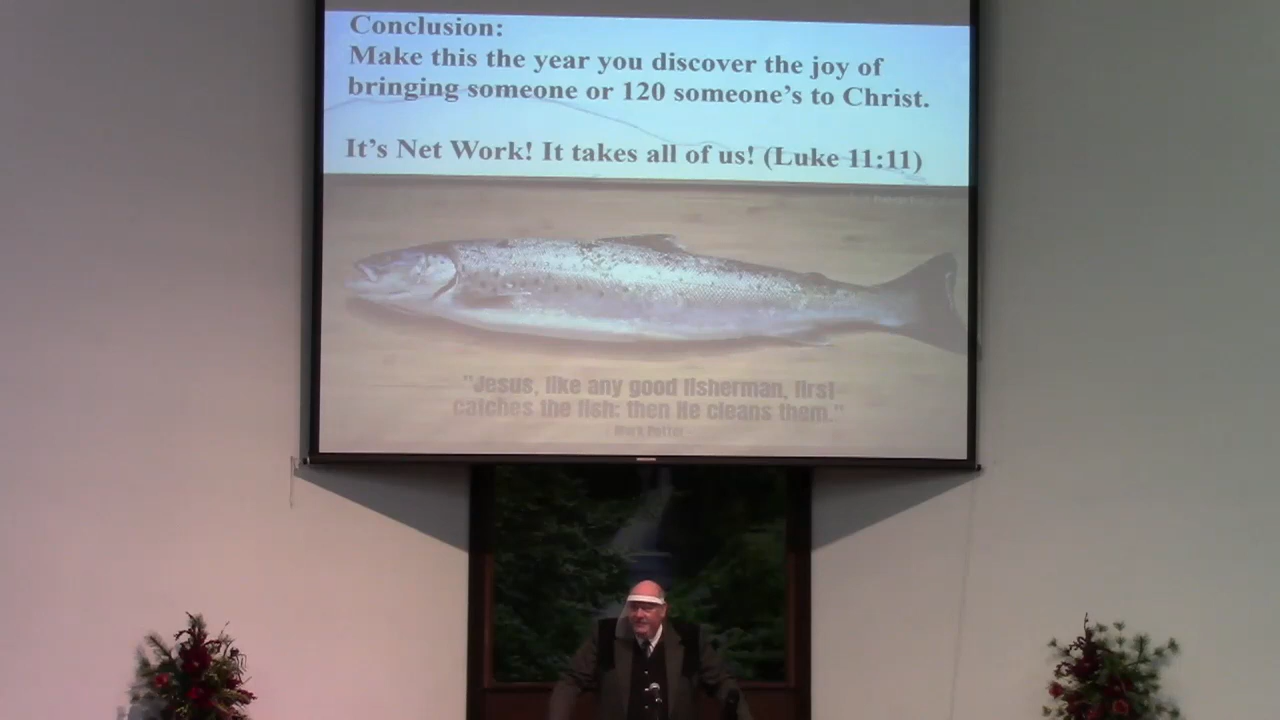 Conclusion:
Make this the year you discover the joy of
bringing someone or 120 someone's to Christ.
It's Net Work! It takes all of us! (Luke 11:11)
"Jesus, like any good fisherman, first
catches the fish; then He cleans them."
- Mark Potter -